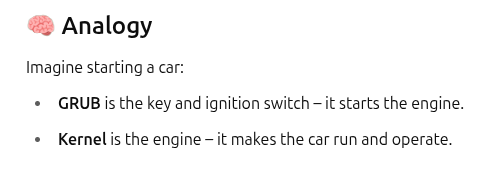 🧠 Analogy
Imagine starting a car:
• GRUB is the key and ignition switch – it starts the engine.
• Kernel is the engine – it makes the car run and operate.